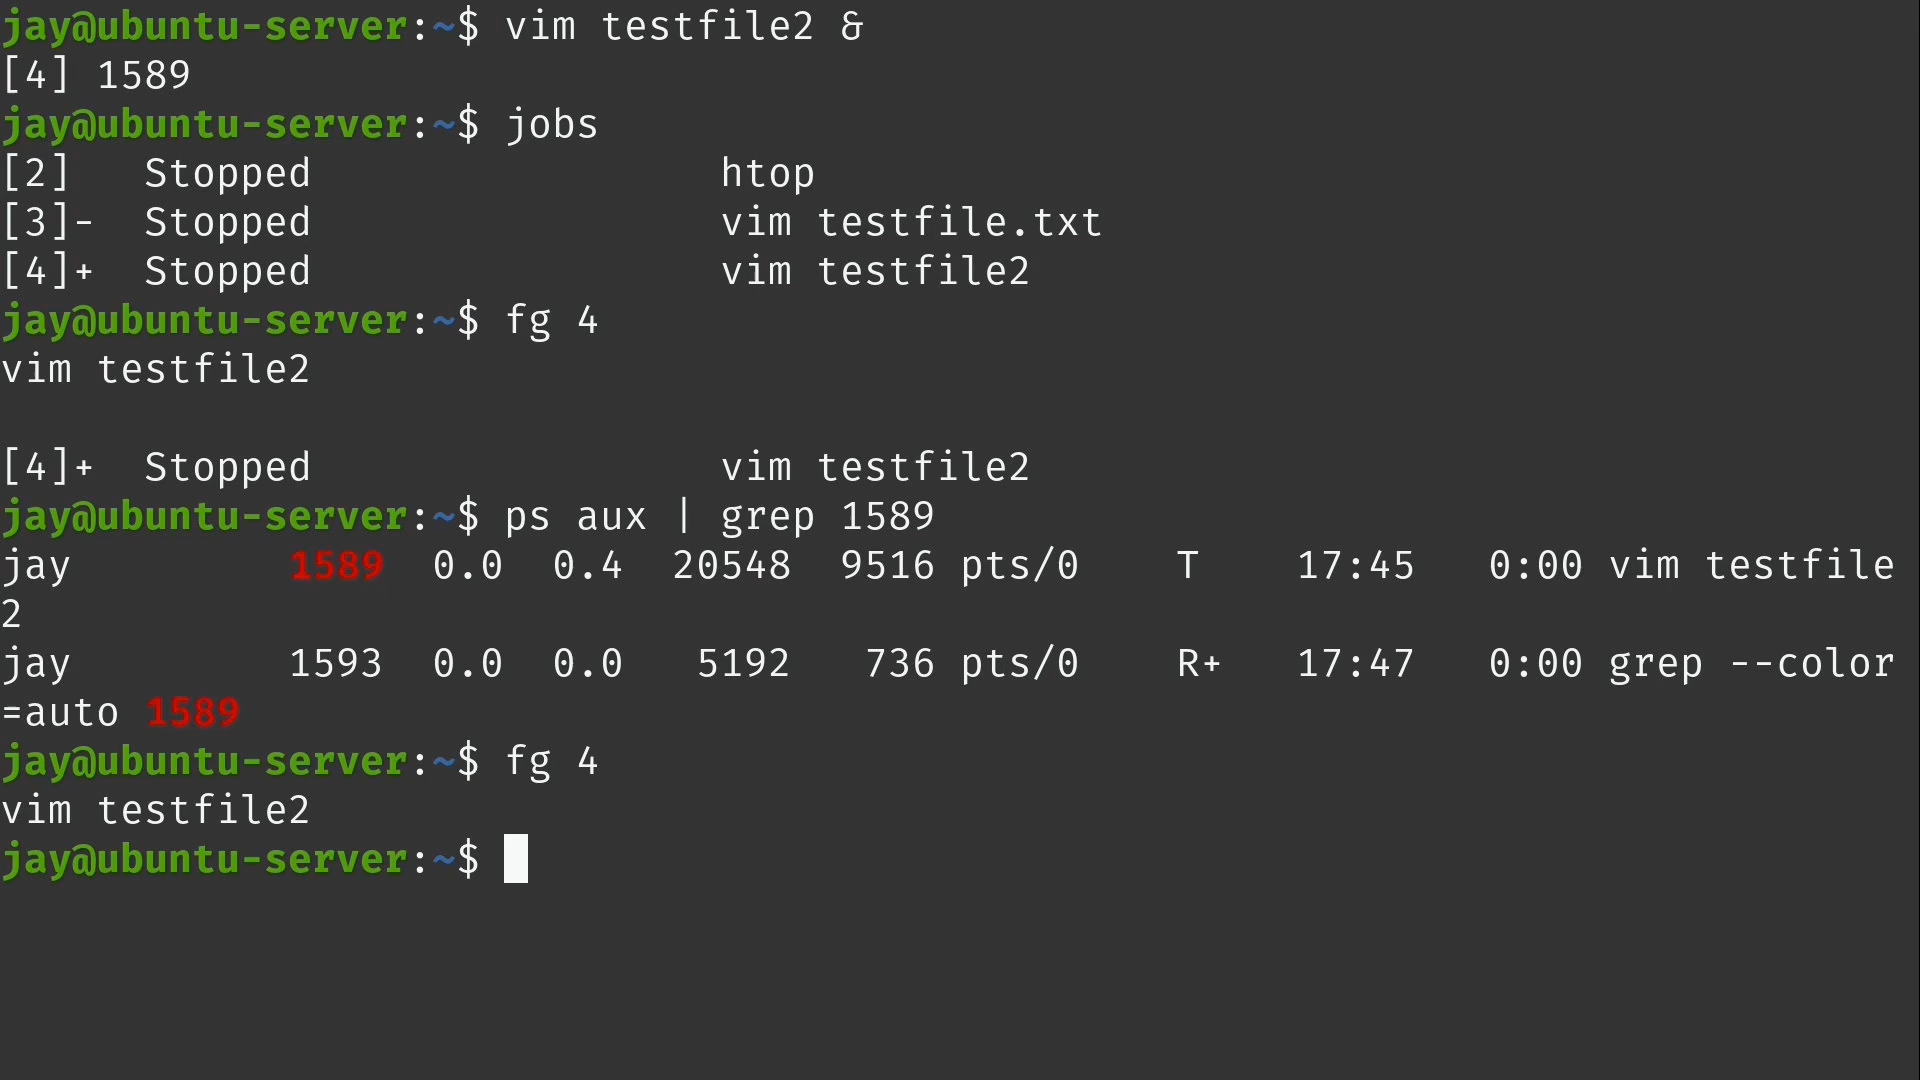 jay@ubuntu-server:~$ vim testfile2 &
[4] 1589
jay@ubuntu-server:~$ jobs
[2]   Stopped                 htop
[3]-  Stopped                 vim testfile.txt
[4]+  Stopped                 vim testfile2
jay@ubuntu-server:~$ fg 4
vim testfile2

[4]+  Stopped                 vim testfile2
jay@ubuntu-server:~$ ps aux | grep 1589
jay         1589  0.0  0.4  20548  9516 pts/0    T    17:45   0:00 vim testfile
2
jay         1593  0.0  0.0   5192   736 pts/0    R+   17:47   0:00 grep --color
=auto 1589
jay@ubuntu-server:~$ fg 4
vim testfile2
jay@ubuntu-server:~$